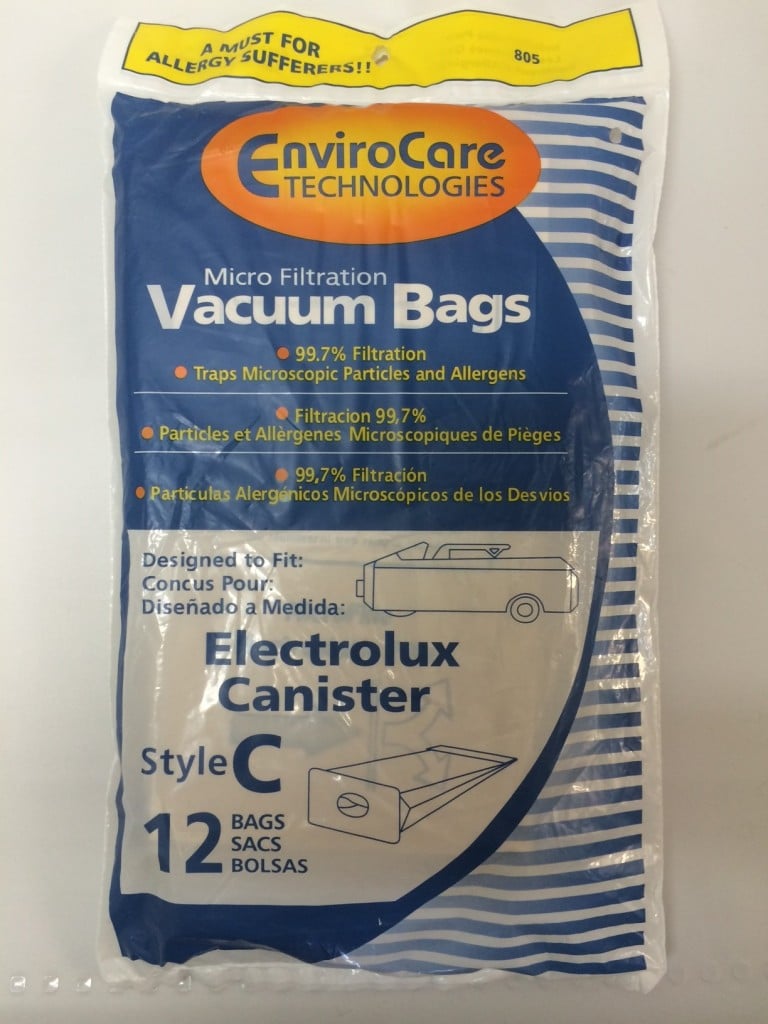 A MUST FOR
ALLERGY SUFFERERS!!
805
EnviroCare
TECHNOLOGIES
Micro Filtration
Vacuum Bags
99.7% Filtration
Traps Microscopic Particles and Allergens
Filtracion 99,7%
Particles et Allèrgenes Microscopiques de Pièges
99,7% Filtración
Particulas Alergénicos Microscópicos de los Desvios
Designed to Fit:
Concus Pour:
Diseñado a Medida:
Electrolux
Canister
Style C
12 BAGS
SACS
BOLSAS